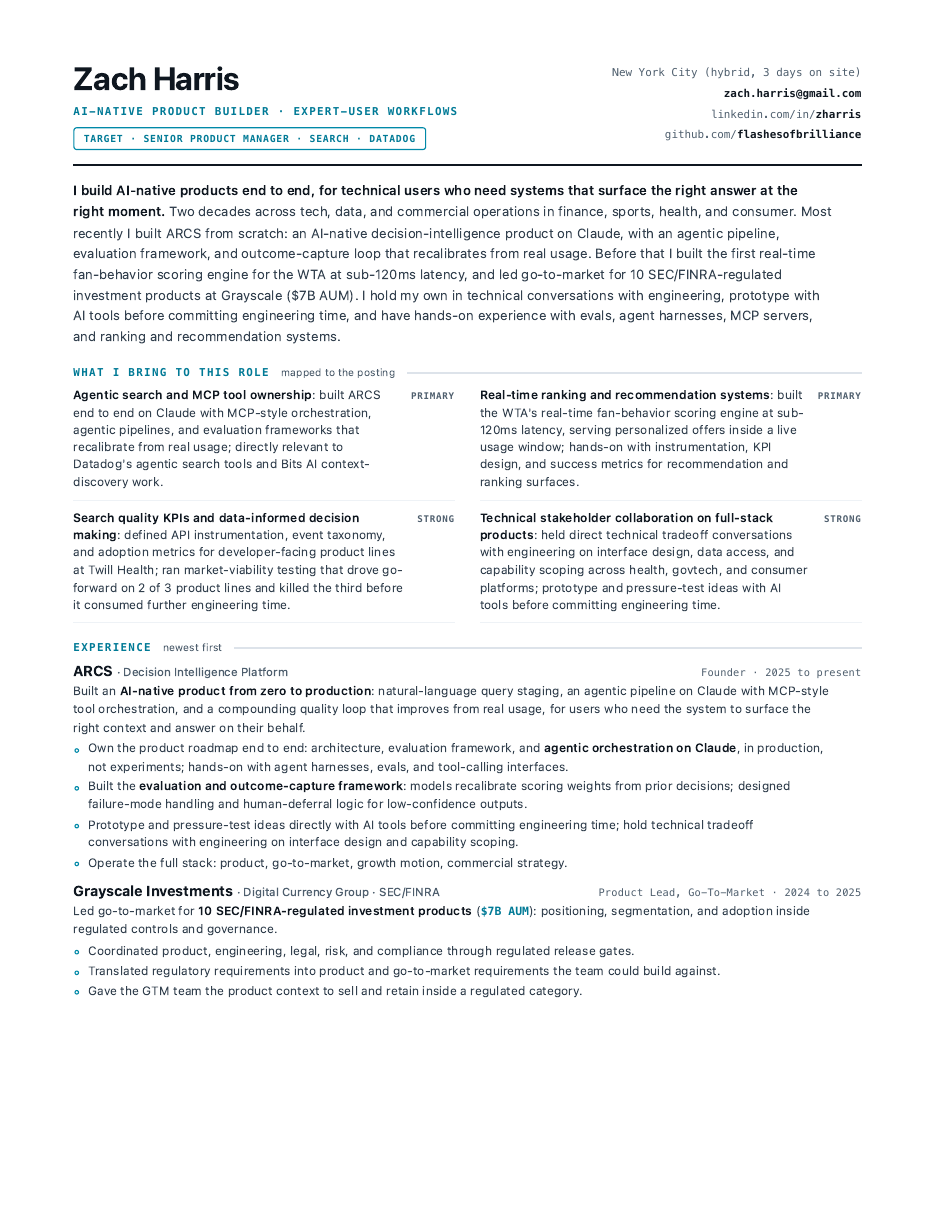 Zach Harris
AI–NATIVE PRODUCT BUILDER · EXPERT–USER WORKFLOWS
TARGET · SENIOR PRODUCT MANAGER · SEARCH · DATADOG
New York City (hybrid, 3 days on site)
zach.harris@gmail.com
linkedin.com/in/zharris
github.com/flashesofbrilliance
I build AI-native products end to end, for technical users who need systems that surface the right answer at the
right moment. Two decades across tech, data, and commercial operations in finance, sports, health, and consumer. Most
recently I built ARCS from scratch: an AI-native decision-intelligence product on Claude, with an agentic pipeline,
evaluation framework, and outcome-capture loop that recalibrates from real usage. Before that I built the first real-time
fan-behavior scoring engine for the WTA at sub-120ms latency, and led go-to-market for 10 SEC/FINRA-regulated
investment products at Grayscale ($7B AUM). I hold my own in technical conversations with engineering, prototype with
AI tools before committing engineering time, and have hands-on experience with evals, agent harnesses, MCP servers,
and ranking and recommendation systems.
WHAT I BRING TO THIS ROLE mapped to the posting
Agentic search and MCP tool ownership: built ARCS PRIMARY
end to end on Claude with MCP-style orchestration,
agentic pipelines, and evaluation frameworks that
recalibrate from real usage; directly relevant to
Datadog's agentic search tools and Bits AI context-
discovery work.
Real-time ranking and recommendation systems: built PRIMARY
the WTA's real-time fan-behavior scoring engine at sub-
120ms latency, serving personalized offers inside a live
usage window; hands-on with instrumentation, KPI
design, and success metrics for recommendation and
ranking surfaces.
Search quality KPIs and data-informed decision STRONG
making: defined API instrumentation, event taxonomy,
and adoption metrics for developer-facing product lines
at Twill Health; ran market-viability testing that drove go-
forward on 2 of 3 product lines and killed the third before
it consumed further engineering time.
Technical stakeholder collaboration on full-stack STRONG
products: held direct technical tradeoff conversations
with engineering on interface design, data access, and
capability scoping across health, govtech, and consumer
platforms; prototype and pressure-test ideas with AI
tools before committing engineering time.
EXPERIENCE newest first
ARCS · Decision Intelligence Platform Founder · 2025 to present
Built an AI-native product from zero to production: natural-language query staging, an agentic pipeline on Claude with MCP-style
tool orchestration, and a compounding quality loop that improves from real usage, for users who need the system to surface the
right context and answer on their behalf.
Own the product roadmap end to end: architecture, evaluation framework, and agentic orchestration on Claude, in production,
not experiments; hands-on with agent harnesses, evals, and tool-calling interfaces.
Built the evaluation and outcome-capture framework: models recalibrate scoring weights from prior decisions; designed
failure-mode handling and human-deferral logic for low-confidence outputs.
Prototype and pressure-test ideas directly with AI tools before committing engineering time; hold technical tradeoff
conversations with engineering on interface design and capability scoping.
Operate the full stack: product, go-to-market, growth motion, commercial strategy.
Grayscale Investments · Digital Currency Group · SEC/FINRA Product Lead, Go-To-Market · 2024 to 2025
Led go-to-market for 10 SEC/FINRA-regulated investment products ($7B AUM): positioning, segmentation, and adoption inside
regulated controls and governance.
Coordinated product, engineering, legal, risk, and compliance through regulated release gates.
Translated regulatory requirements into product and go-to-market requirements the team could build against.
Gave the GTM team the product context to sell and retain inside a regulated category.